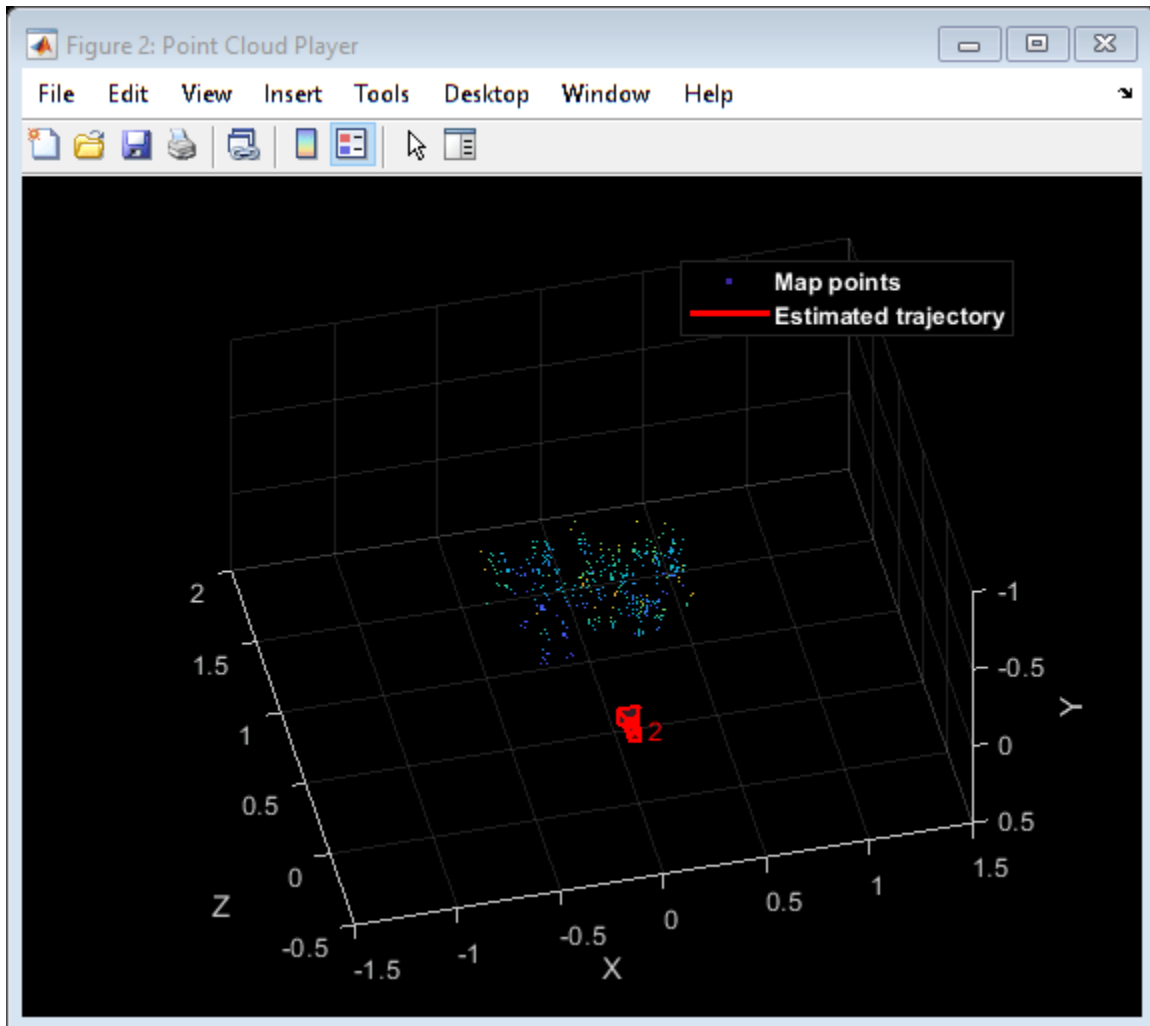 Figure 2: Point Cloud Player
File Edit View Insert Tools Desktop Window Help
Map points
Estimated trajectory
2
1.5
1
0.5
0
-0.5
Z
-1.5
-1
-0.5
0
0.5
1
1.5
X
-1
-0.5
0
0.5
Y
2